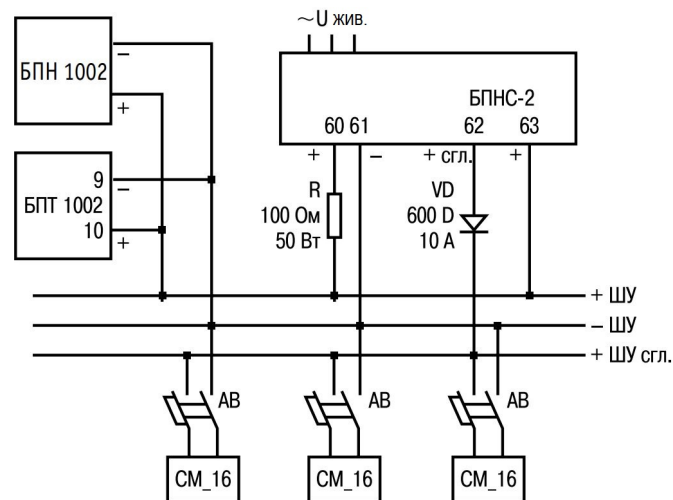 ~U жив.
БПН 1002
−
+
БПНС-2
60 61 62 63
+ − + сгл. +
БПТ 1002
9
−
10
+
R
100 Ом
50 Вт
VD
600 D
10 А
+ ШУ
− ШУ
+ ШУ сгл.
АВ АВ АВ
СМ_16 СМ_16 СМ_16